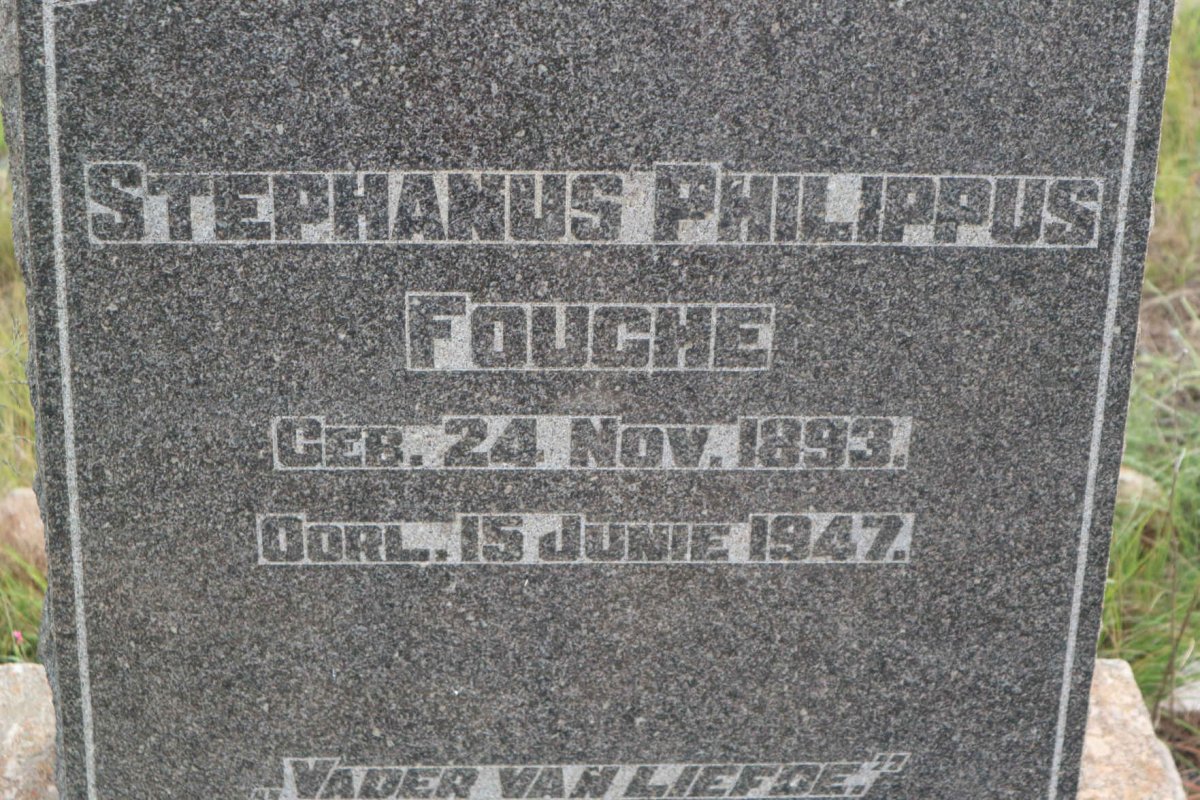 STEPHANUS PHILIPPUS
FOUCHE
GEB. 24 NOV. 1893.
OORL. 15 JUNIE 1947.
„VADER VAN LIEFDE.”